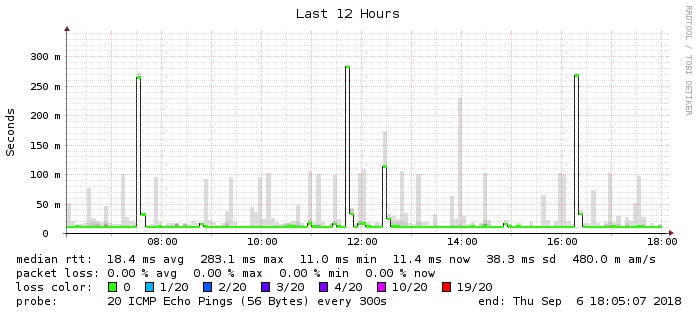 Last 12 Hours
RRDTOOL / TOBI OETIKER
Seconds
300 m
250 m
200 m
150 m
100 m
50 m
0
08:00 10:00 12:00 14:00 16:00 18:00
median rtt: 18.4 ms avg 283.1 ms max 11.0 ms min 11.4 ms now 38.3 ms sd 480.0 m am/s
packet loss: 0.00 % avg 0.00 % max 0.00 % min 0.00 % now
loss color: 0 1/20 2/20 3/20 4/20 10/20 19/20
probe: 20 ICMP Echo Pings (56 Bytes) every 300s end: Thu Sep 6 18:05:07 2018